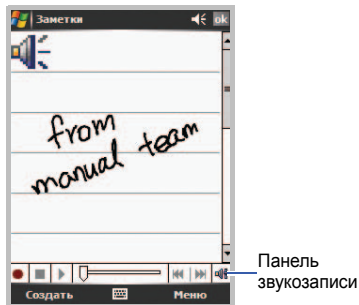 Заметки ok
from
manual team
Создать Меню
Панель
звукозаписи